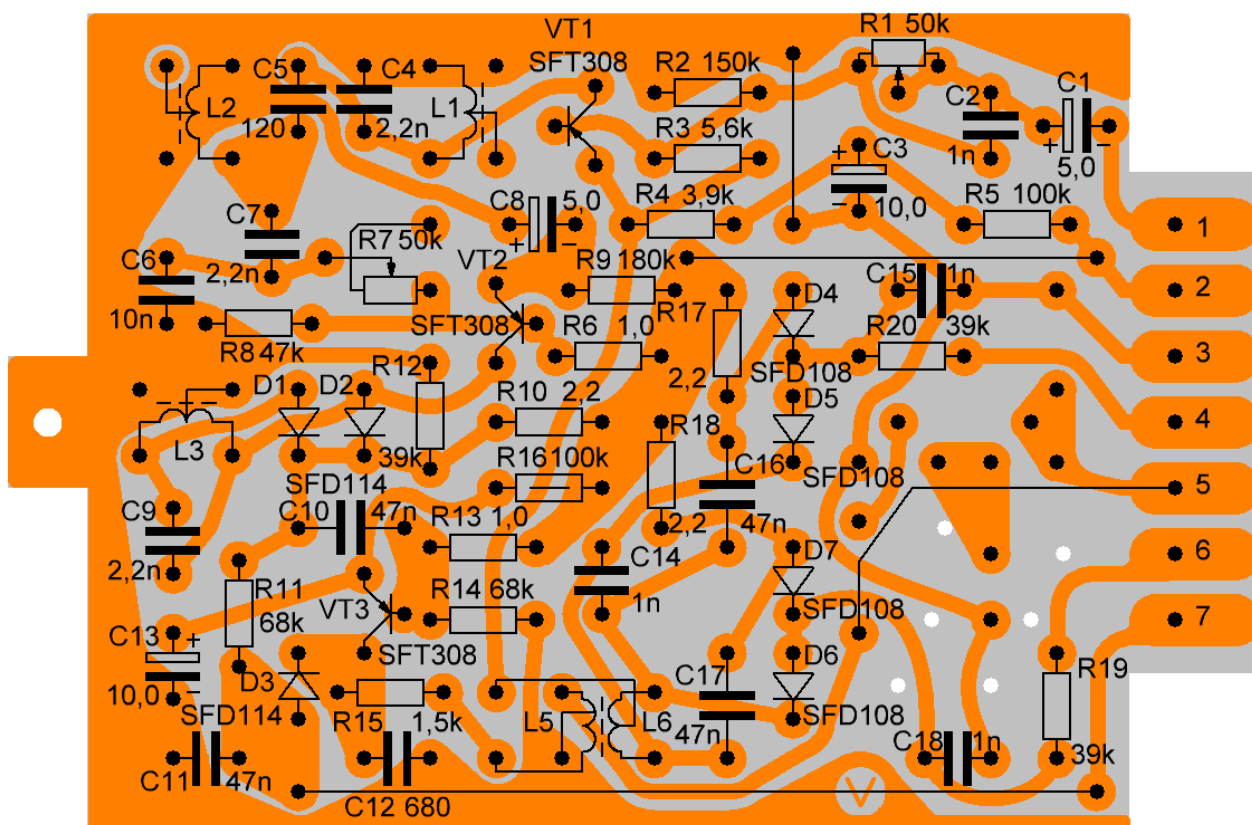 VT1
SFT308
R1 50k
C5
C4
R2 150k
C1
C2
L2
L1
120
2,2n
R3 5,6k
1n
+
-
5,0
C3
+
-
10,0
R4 3,9k
R5 100k
C8
5,0
+
-
C7
2,2n
R7 50k
VT2
SFT308
R9 180k
C6
10n
R8 47k
R6 1,0
R17
2,2
D4
SFD108
C15 1n
R20 39k
1
2
3
4
5
6
7
R12
39k
D1
D2
SFD114
L3
R10 2,2
D5
SFD108
R18
2,2
R16 100k
C16
47n
C9
2,2n
C10 47n
R13 1,0
C14
1n
D7
SFD108
R11
68k
VT3
SFT308
R14 68k
C13
+
-
10,0
D3
SFD114
R15 1,5k
L5
L6
C17
47n
D6
SFD108
R19
39k
C18 1n
C11 47n
C12 680
V